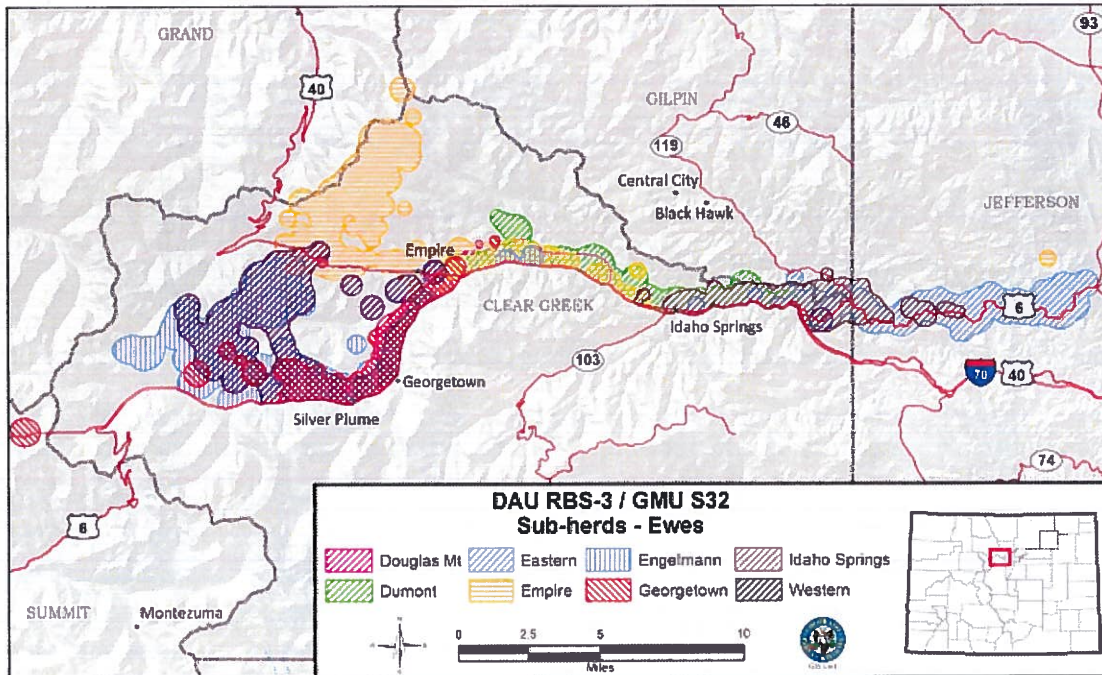 GRAND
93
40
GILPIN
46
119
Central City
Black Hawk
JEFFERSON
Empire
CLEAR CREEK
6
Idaho Springs
103
Georgetown
70
40
Silver Plume
74
6
DAU RBS-3 / GMU S32
Sub-herds - Ewes
Douglas Mt
Eastern
Engelmann
Idaho Springs
Dumont
Empire
Georgetown
Western
SUMMIT
Montezuma
0 2.5 5 10
Miles